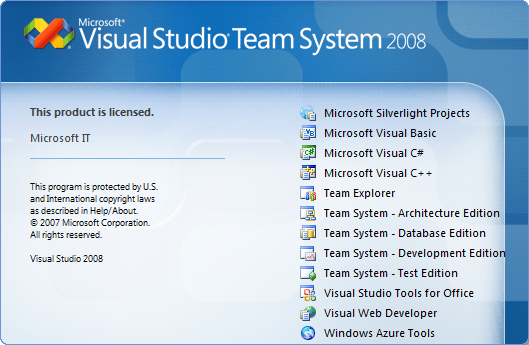 Microsoft®
Visual Studio® Team System 2008
This product is licensed.
Microsoft IT
This program is protected by U.S.
and International copyright laws
as described in Help/About.
© 2007 Microsoft Corporation.
All rights reserved.
Visual Studio 2008
Microsoft Silverlight Projects
Microsoft Visual Basic
Microsoft Visual C#
Microsoft Visual C++
Team Explorer
Team System - Architecture Edition
Team System - Database Edition
Team System - Development Edition
Team System - Test Edition
Visual Studio Tools for Office
Visual Web Developer
Windows Azure Tools